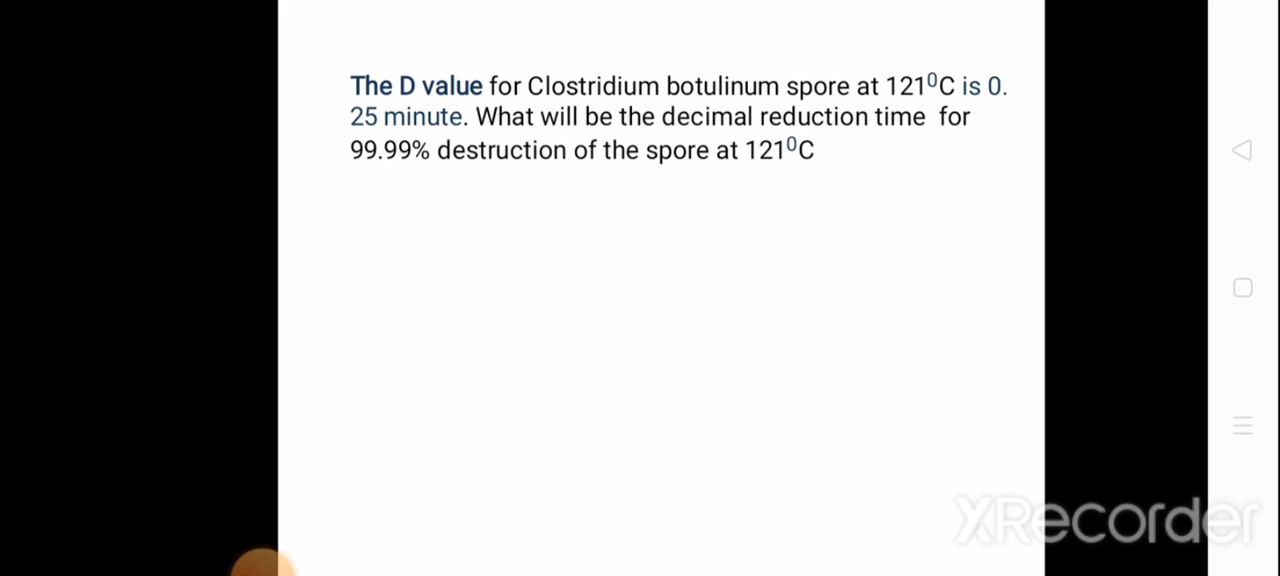 The D value for Clostridium botulinum spore at 121⁰C is 0.
25 minute. What will be the decimal reduction time for
99.99% destruction of the spore at 121⁰C
XRecorder